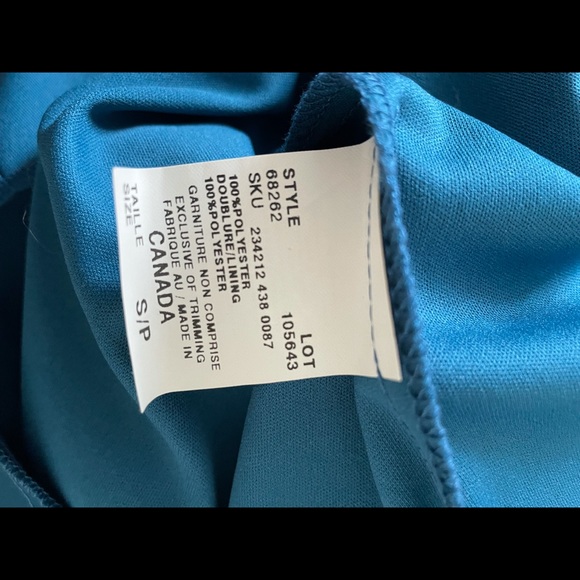 STYLE LOT
68262 105643
SKU 234212 438 0087
100%POLYESTER
DOUBLURE/LINING
100%POLYESTER
GARNITURE NON COMPRISE
EXCLUSIVE OF TRIMMING
FABRIQUE AU / MADE IN
CANADA
TAILLE
SIZE S/P